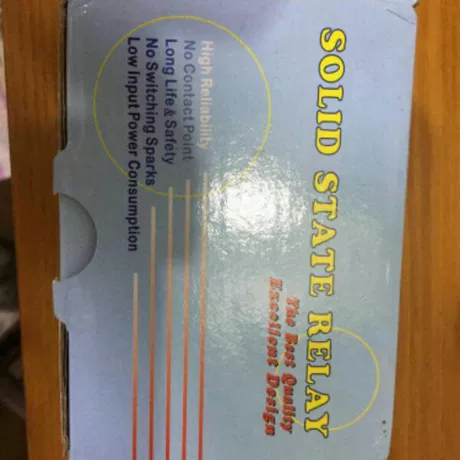 SOLID STATE RELAY
The Best Quality
Excellent Design
High Reliability
No Contact Point
Long Life & Safety
No Switching Sparks
Low Input Power Consumption